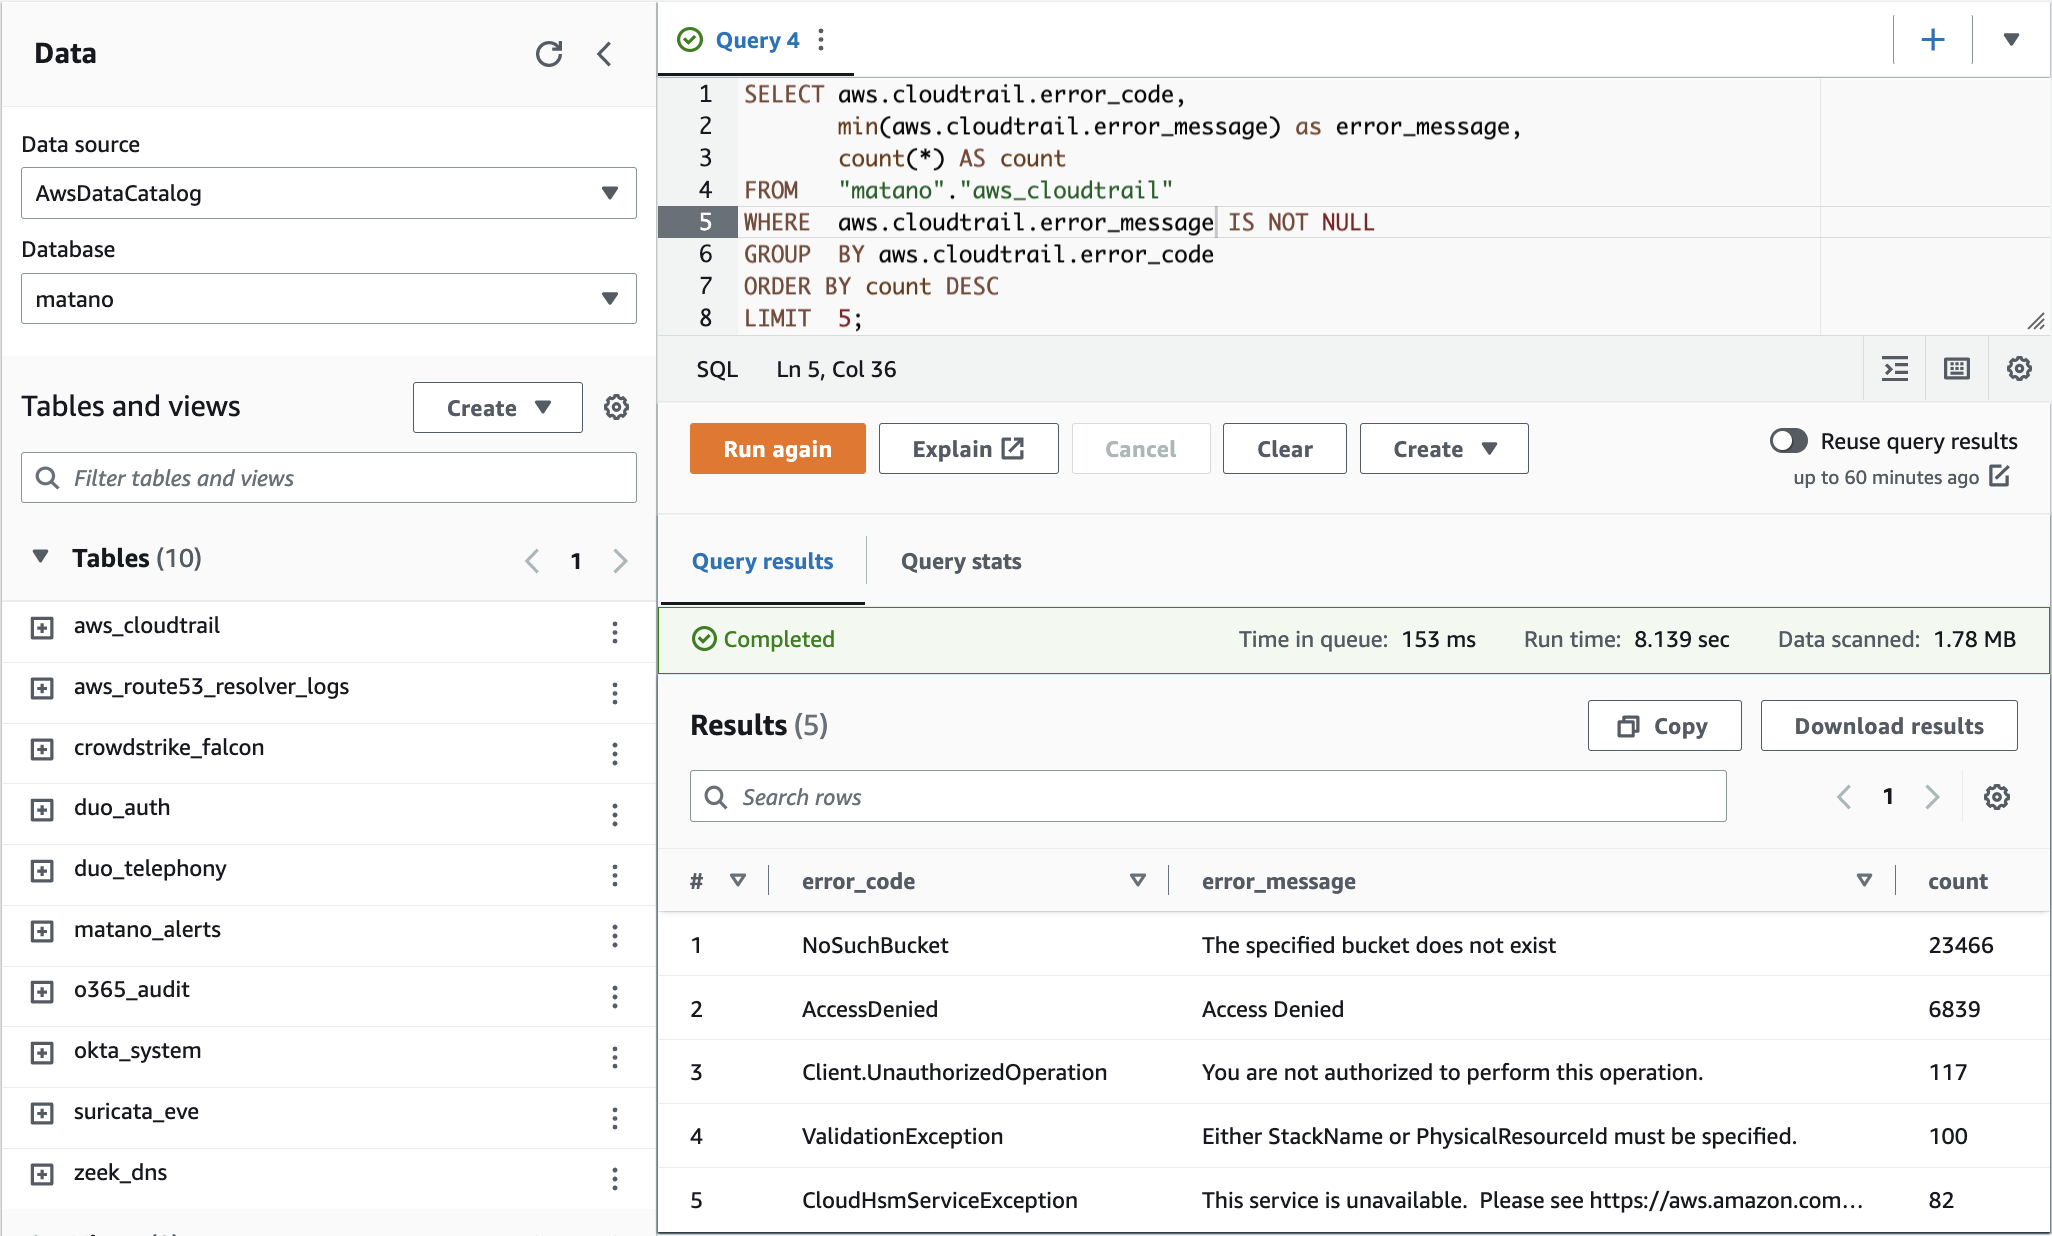 Data
Data source
AwsDataCatalog
Database
matano
Tables and views
Create
Filter tables and views
Tables (10)
1
aws_cloudtrail
aws_route53_resolver_logs
crowdstrike_falcon
duo_auth
duo_telephony
matano_alerts
o365_audit
okta_system
suricata_eve
zeek_dns
Query 4
1 SELECT aws.cloudtrail.error_code,
2 min(aws.cloudtrail.error_message) as error_message,
3 count(*) AS count
4 FROM "matano"."aws_cloudtrail"
5 WHERE aws.cloudtrail.error_message IS NOT NULL
6 GROUP BY aws.cloudtrail.error_code
7 ORDER BY count DESC
8 LIMIT 5;
SQL Ln 5, Col 36
Run again Explain Cancel Clear Create
Reuse query results
up to 60 minutes ago
Query results Query stats
Completed Time in queue: 153 ms Run time: 8.139 sec Data scanned: 1.78 MB
Results (5) Copy Download results
Search rows 1
# error_code error_message count
1 NoSuchBucket The specified bucket does not exist 23466
2 AccessDenied Access Denied 6839
3 Client.UnauthorizedOperation You are not authorized to perform this operation. 117
4 ValidationException Either StackName or PhysicalResourceId must be specified. 100
5 CloudHsmServiceException This service is unavailable. Please see https://aws.amazon.com... 82